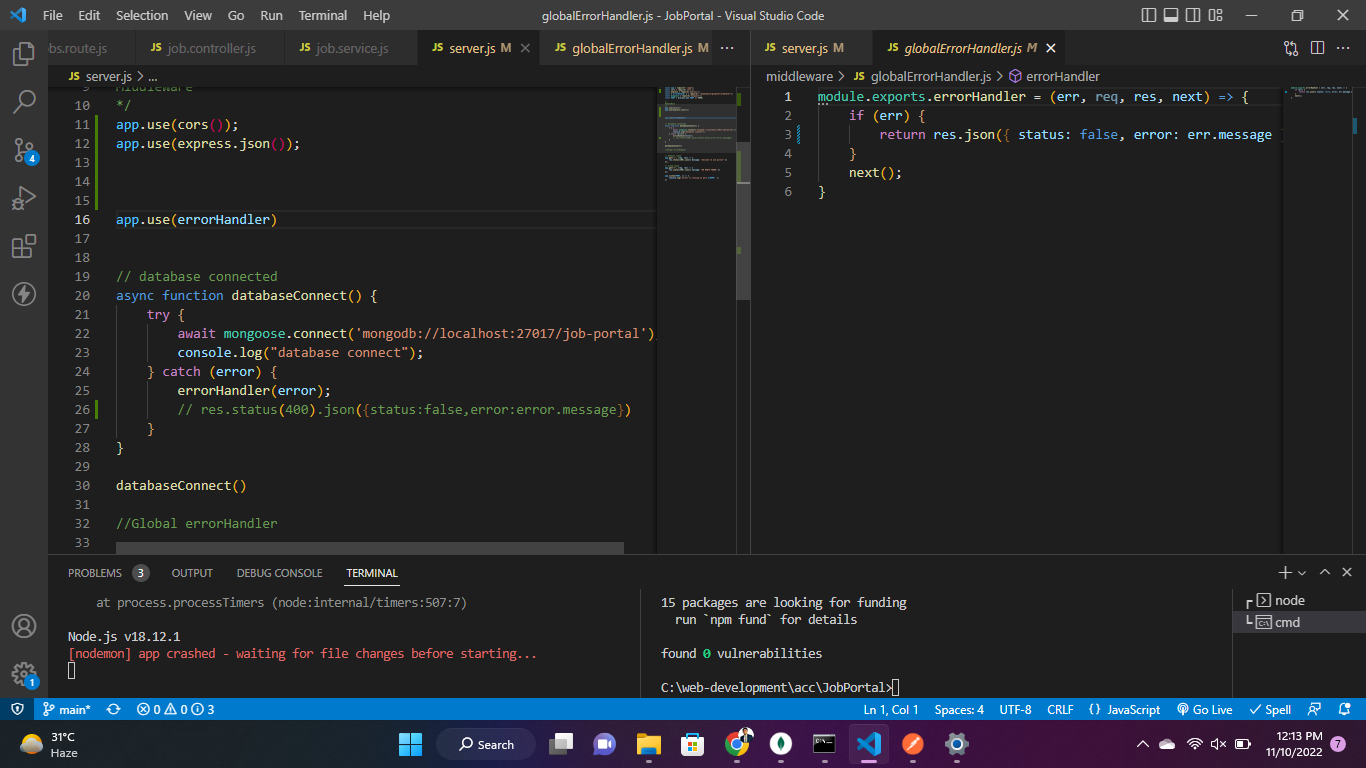 File Edit Selection View Go Run Terminal Help
globalErrorHandler.js - JobPortal - Visual Studio Code
obs.route.js
JS job.controller.js
JS job.service.js
JS server.js M
JS globalErrorHandler.js M ...
JS server.js M
JS globalErrorHandler.js M
JS server.js > ...
middleware > JS globalErrorHandler.js > errorHandler
9 Middleware
10 */
11 app.use(cors());
12 app.use(express.json());
13
14
15
16 app.use(errorHandler)
17
18
19 // database connected
20 async function databaseConnect() {
21 try {
22 await mongoose.connect('mongodb://localhost:27017/job-portal')
23 console.log("database connect");
24 } catch (error) {
25 errorHandler(error);
26 // res.status(400).json({status:false,error:error.message})
27 }
28 }
29
30 databaseConnect()
31
32 //Global errorHandler
33
1 module.exports.errorHandler = (err, req, res, next) => {
2 if (err) {
3 return res.json({ status: false, error: err.message
4 }
5 next();
6 }
PROBLEMS 3 OUTPUT DEBUG CONSOLE TERMINAL
at process.processTimers (node:internal/timers:507:7)
Node.js v18.12.1
[nodemon] app crashed - waiting for file changes before starting...
15 packages are looking for funding
run `npm fund` for details
found 0 vulnerabilities
C:\web-development\acc\JobPortal>
node
cmd
4
1
main* 0 0 3
Ln 1, Col 1 Spaces: 4 UTF-8 CRLF {} JavaScript Go Live Spell
31°C
Haze
Search
12:13 PM
11/10/2022
7